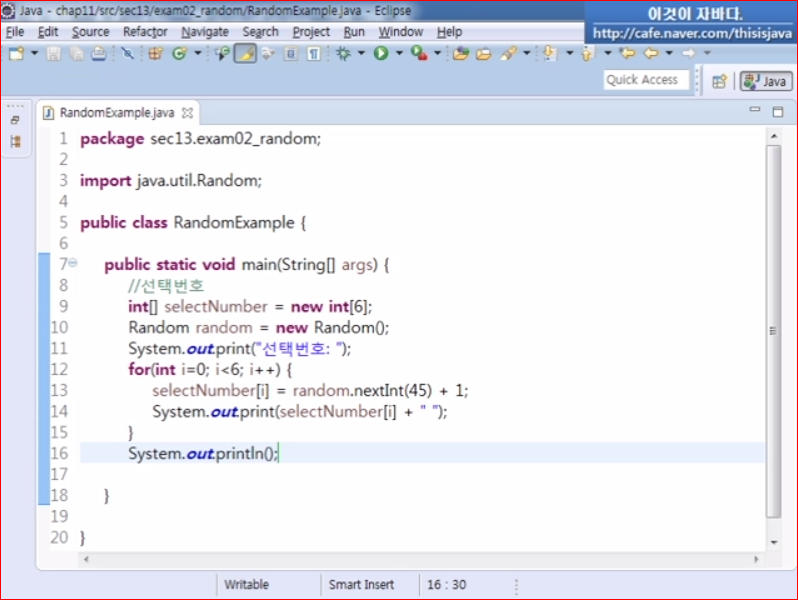 Java - chap11/src/sec13/exam02_random/RandomExample.java - Eclipse
이것이 자바다.
http://cafe.naver.com/thisisjava
File Edit Source Refactor Navigate Search Project Run Window Help
Quick Access
Java
RandomExample.java
1 package sec13.exam02_random;
2
3 import java.util.Random;
4
5 public class RandomExample {
6
7 public static void main(String[] args) {
8 //선택번호
9 int[] selectNumber = new int[6];
10 Random random = new Random();
11 System.out.print("선택번호: ");
12 for(int i=0; i<6; i++) {
13 selectNumber[i] = random.nextInt(45) + 1;
14 System.out.print(selectNumber[i] + " ");
15 }
16 System.out.println();
17
18 }
19
20 }
Writable Smart Insert 16 : 30